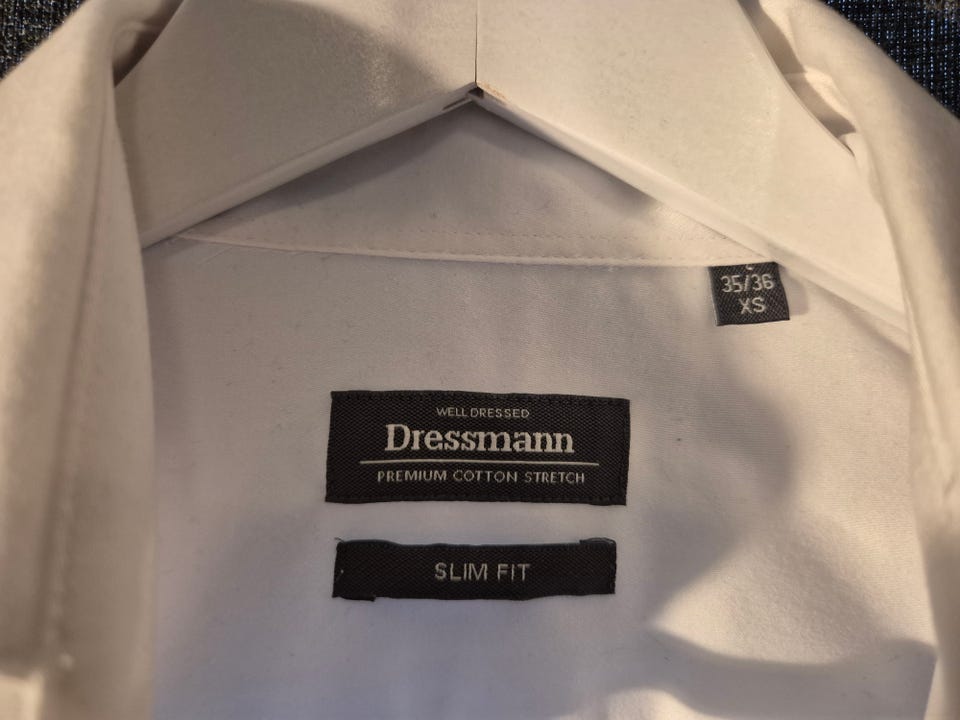 35/36
XS
WELL DRESSED
Dressmann
PREMIUM COTTON STRETCH
SLIM FIT